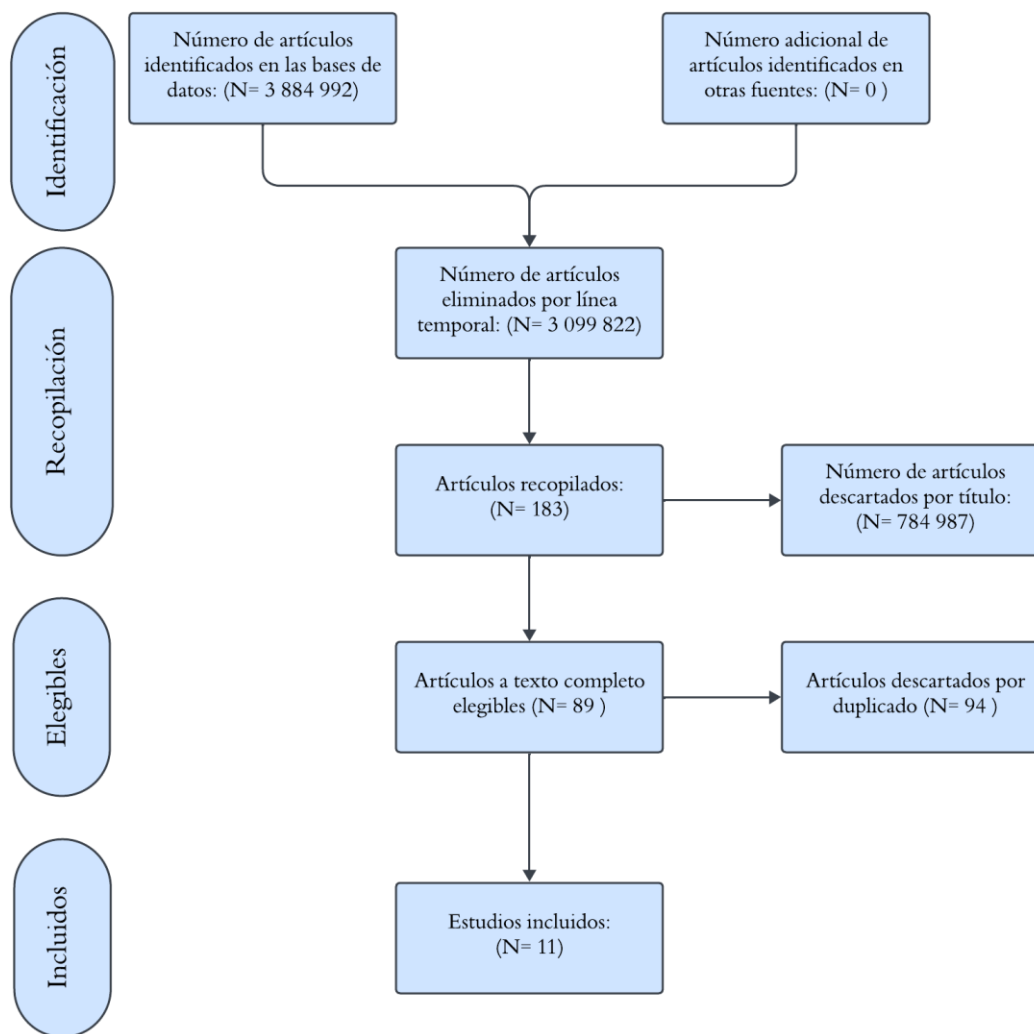 Identificación
Número de artículos
identificados en las bases de
datos: (N= 3 884 992)
Número adicional de
artículos identificados en
otras fuentes: (N= 0 )
Recopilación
Número de artículos
eliminados por línea
temporal: (N= 3 099 822)
Artículos recopilados:
(N= 183)
Número de artículos
descartados por título:
(N= 784 987)
Elegibles
Artículos a texto completo
elegibles (N= 89 )
Artículos descartados por
duplicado (N= 94 )
Incluidos
Estudios incluidos:
(N= 11)